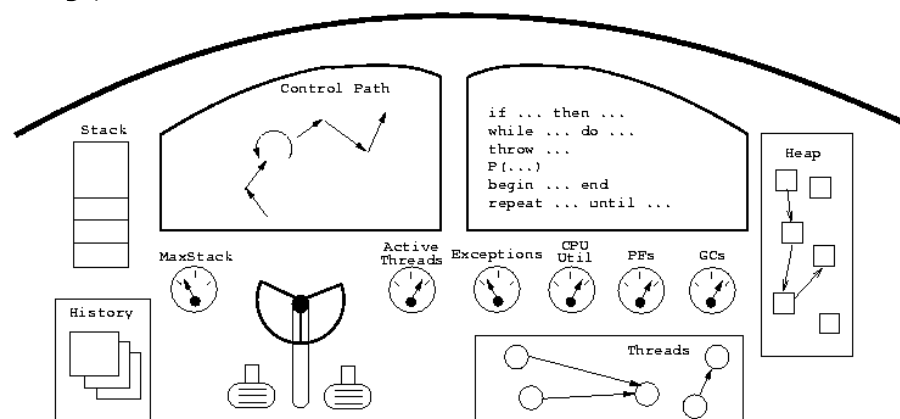 Control Path
if ... then ...
while ... do ...
throw ...
P(...)
begin ... end
repeat ... until ...
Stack
Heap
MaxStack
Active
Threads
Exceptions
CPU
Util
PFs
GCs
History
Threads